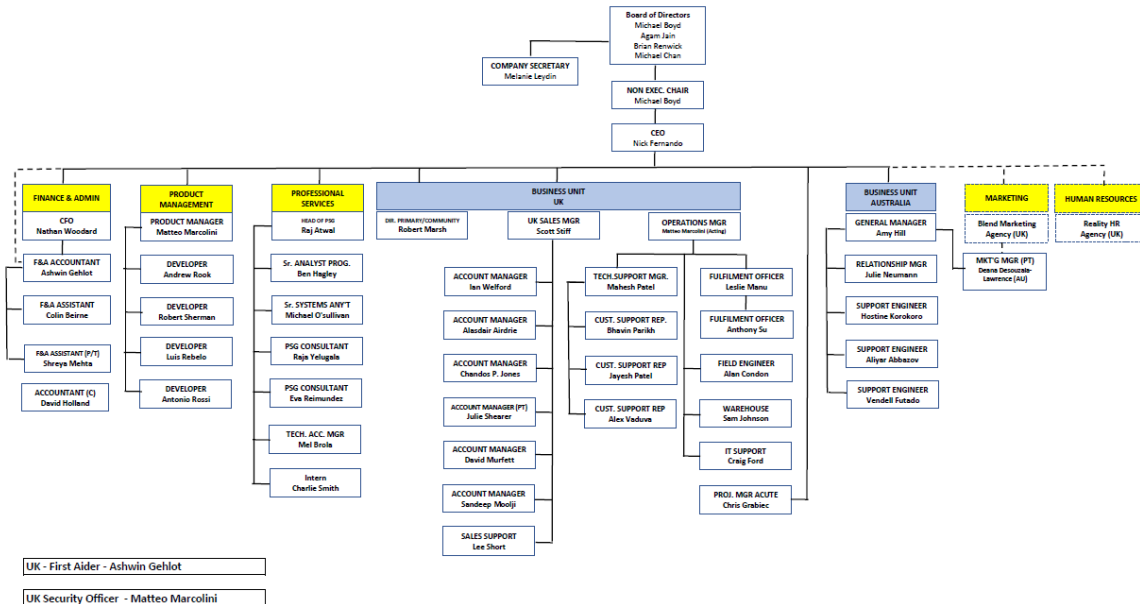 Board of Directors
Michael Boyd
Agam Jain
Brian Renwick
Michael Chan
COMPANY SECRETARY
Melanie Leydin
NON EXEC. CHAIR
Michael Boyd
CEO
Nick Fernando
FINANCE & ADMIN
CFO
Nathan Woodard
F&A ACCOUNTANT
Ashwin Gehlot
F&A ASSISTANT
Colin Beirne
F&A ASSISTANT (P/T)
Shreya Mehta
ACCOUNTANT (C)
David Holland
PRODUCT
MANAGEMENT
PRODUCT MANAGER
Matteo Marcolini
DEVELOPER
Andrew Rook
DEVELOPER
Robert Sherman
DEVELOPER
Luis Rebelo
DEVELOPER
Antonio Rossi
PROFESSIONAL
SERVICES
HEAD OF PSG
Raj Atwal
Sr. ANALYST PROG.
Ben Hagley
Sr. SYSTEMS ANY'T
Michael O'sullivan
PSG CONSULTANT
Raja Yelugala
PSG CONSULTANT
Eva Reimundez
TECH. ACC. MGR
Mel Brola
Intern
Charlie Smith
BUSINESS UNIT
UK
DIR. PRIMARY/COMMUNITY
Robert Marsh
UK SALES MGR
Scott Stiff
ACCOUNT MANAGER
Ian Welford
ACCOUNT MANAGER
Alasdair Airdrie
ACCOUNT MANAGER
Chandos P. Jones
ACCOUNT MANAGER (PT)
Julie Shearer
ACCOUNT MANAGER
David Murfett
ACCOUNT MANAGER
Sandeep Moolji
SALES SUPPORT
Lee Short
OPERATIONS MGR
Matteo Marcolini (Acting)
TECH.SUPPORT MGR.
Mahesh Patel
CUST. SUPPORT REP.
Bhavin Parikh
CUST. SUPPORT REP
Jayesh Patel
CUST. SUPPORT REP
Alex Vaduva
FULFILMENT OFFICER
Leslie Manu
FULFILMENT OFFICER
Anthony Su
FIELD ENGINEER
Alan Condon
WAREHOUSE
Sam Johnson
IT SUPPORT
Craig Ford
PROJ. MGR ACUTE
Chris Grabiec
BUSINESS UNIT
AUSTRALIA
GENERAL MANAGER
Amy Hill
RELATIONSHIP MGR
Julie Neumann
SUPPORT ENGINEER
Hostine Korokoro
SUPPORT ENGINEER
Aliyar Abbazov
SUPPORT ENGINEER
Vendell Futado
MARKETING
Blend Marketing
Agency (UK)
MKT'G MGR (PT)
Deana Desouzala-
Lawrence (AU)
HUMAN RESOURCES
Reality HR
Agency (UK)
UK - First Aider - Ashwin Gehlot
UK Security Officer - Matteo Marcolini